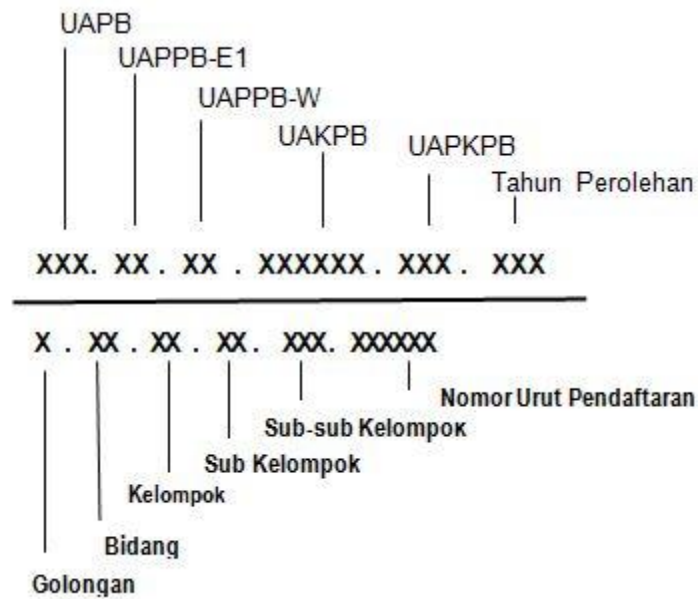 UAPB
UAPPB-E1
UAPPB-W
UAKPB
UAPKPB
Tahun Perolehan
XXX. XX . XX . XXXXXX . XXX . XXX
X . XX . XX . XX . XXX. XXXXXX
Nomor Urut Pendaftaran
Sub-sub Kelompok
Sub Kelompok
Kelompok
Bidang
Golongan